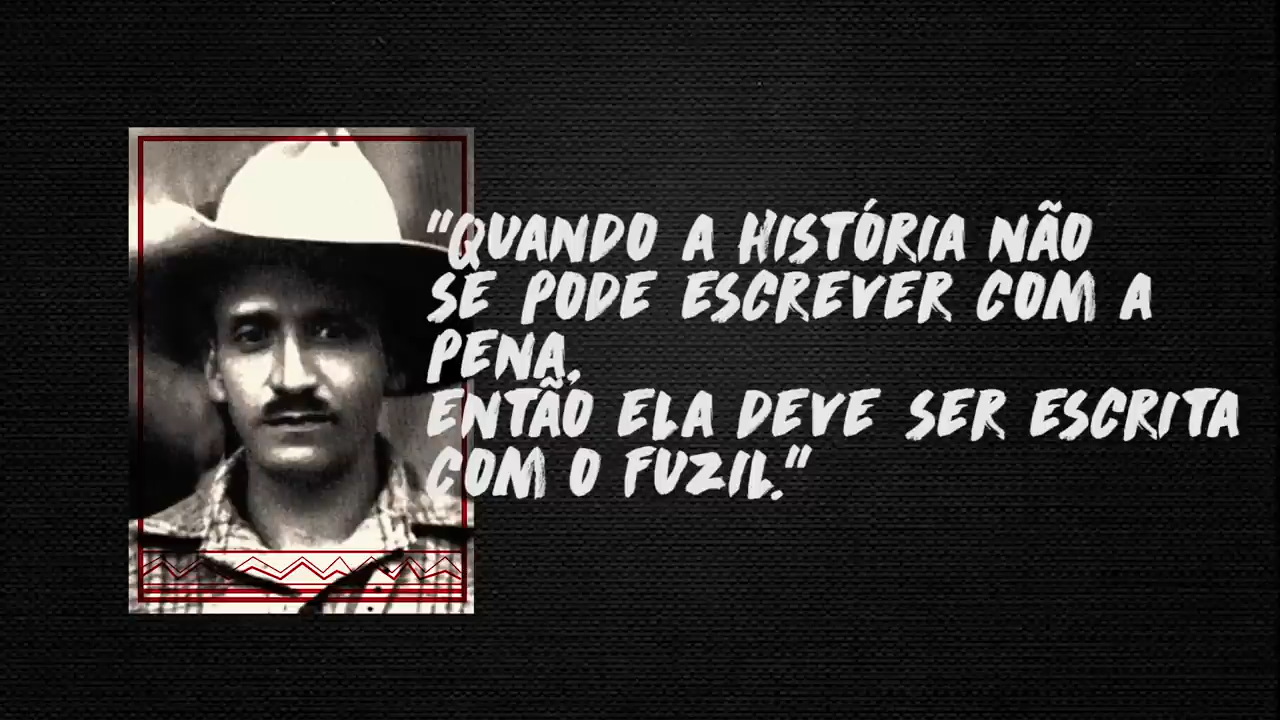 "QUANDO A HISTÓRIA NÃO
SE PODE ESCREVER COM A
PENA,
ENTÃO ELA DEVE SER ESCRITA
COM O FUZIL."